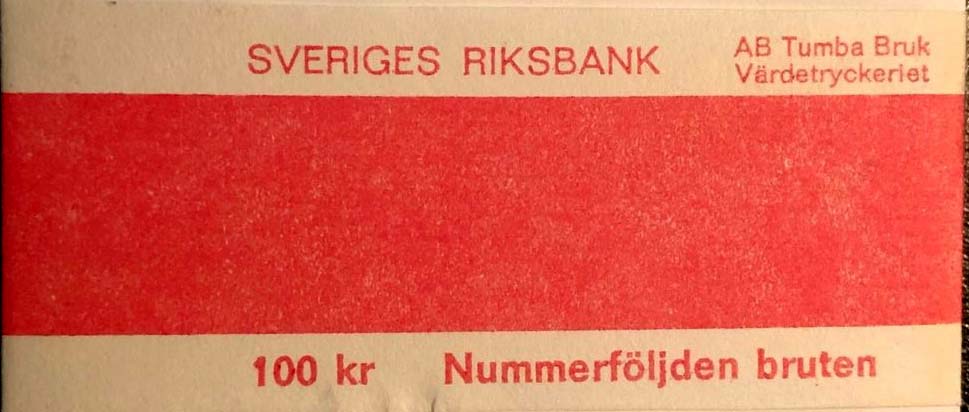 SVERIGES RIKSBANK
AB Tumba Bruk
Värdetryckeriet
100 kr Nummerföljden bruten